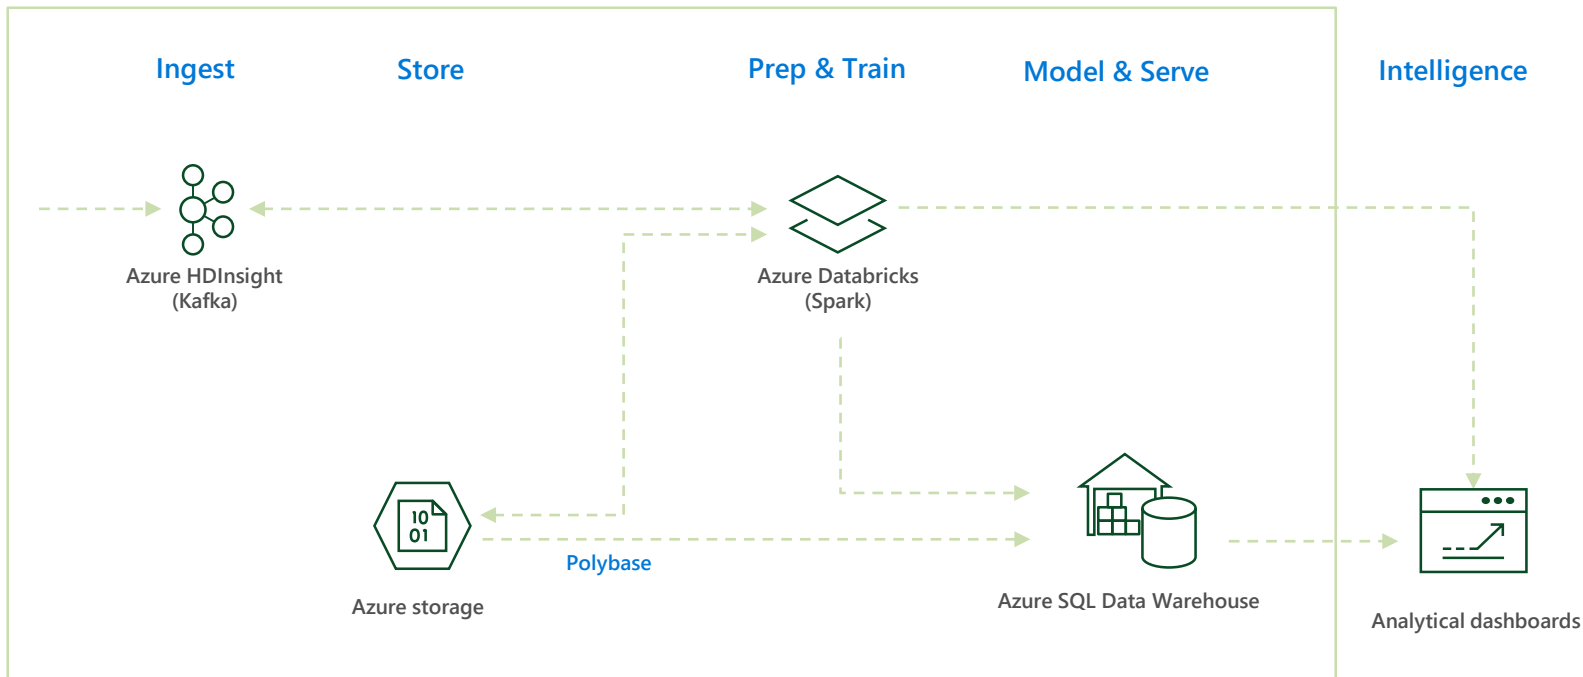 Ingest
Store
Prep & Train
Model & Serve
Intelligence
Azure HDInsight
(Kafka)
Azure Databricks
(Spark)
10
01
Polybase
Azure storage
Azure SQL Data Warehouse
Analytical dashboards